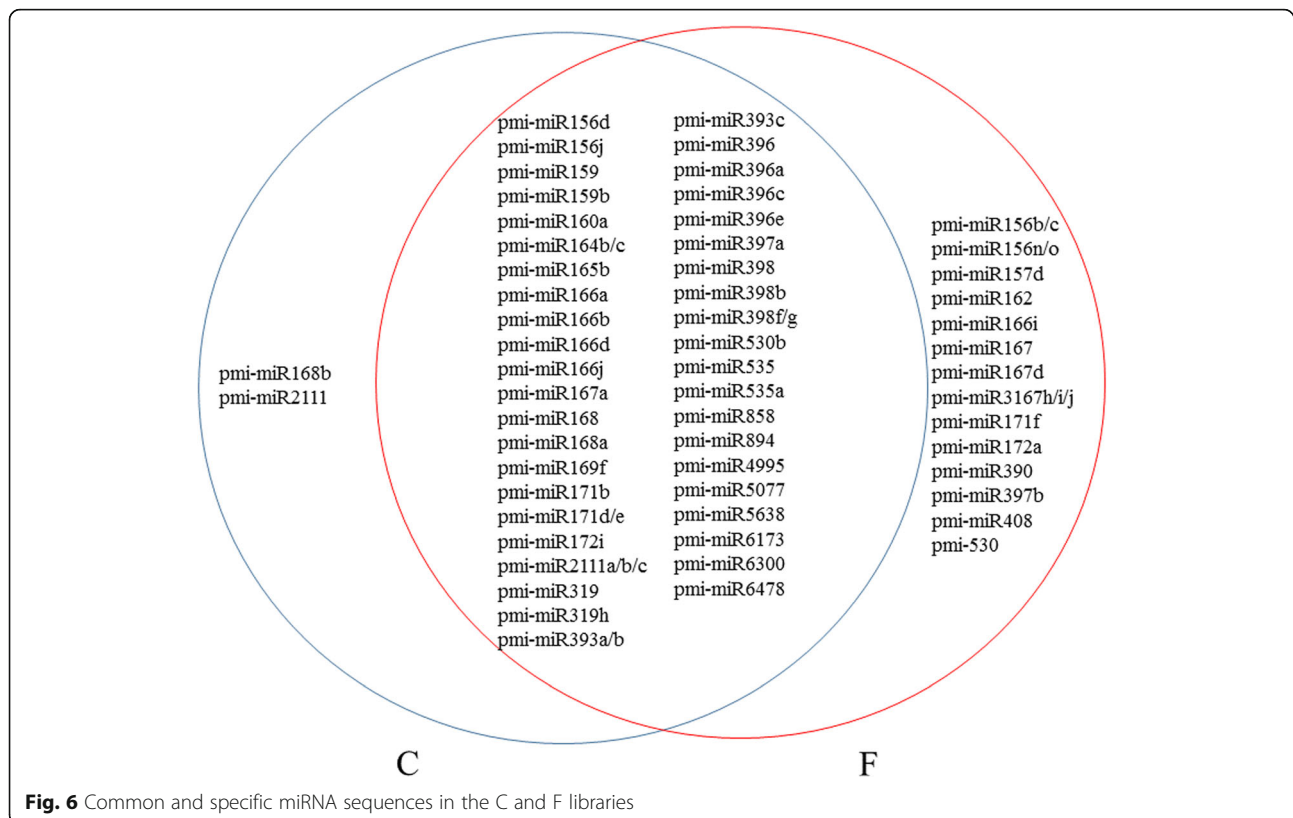 pmi-miR168b
pmi-miR2111
pmi-miR156d
pmi-miR156j
pmi-miR159
pmi-miR159b
pmi-miR160a
pmi-miR164b/c
pmi-miR165b
pmi-miR166a
pmi-miR166b
pmi-miR166d
pmi-miR166j
pmi-miR167a
pmi-miR168
pmi-miR168a
pmi-miR169f
pmi-miR171b
pmi-miR171d/e
pmi-miR172i
pmi-miR2111a/b/c
pmi-miR319
pmi-miR319h
pmi-miR393a/b
pmi-miR393c
pmi-miR396
pmi-miR396a
pmi-miR396c
pmi-miR396e
pmi-miR397a
pmi-miR398
pmi-miR398b
pmi-miR398f/g
pmi-miR530b
pmi-miR535
pmi-miR535a
pmi-miR858
pmi-miR894
pmi-miR4995
pmi-miR5077
pmi-miR5638
pmi-miR6173
pmi-miR6300
pmi-miR6478
pmi-miR156b/c
pmi-miR156n/o
pmi-miR157d
pmi-miR162
pmi-miR166i
pmi-miR167
pmi-miR167d
pmi-miR3167h/i/j
pmi-miR171f
pmi-miR172a
pmi-miR390
pmi-miR397b
pmi-miR408
pmi-530
C
F
Fig. 6 Common and specific miRNA sequences in the C and F libraries